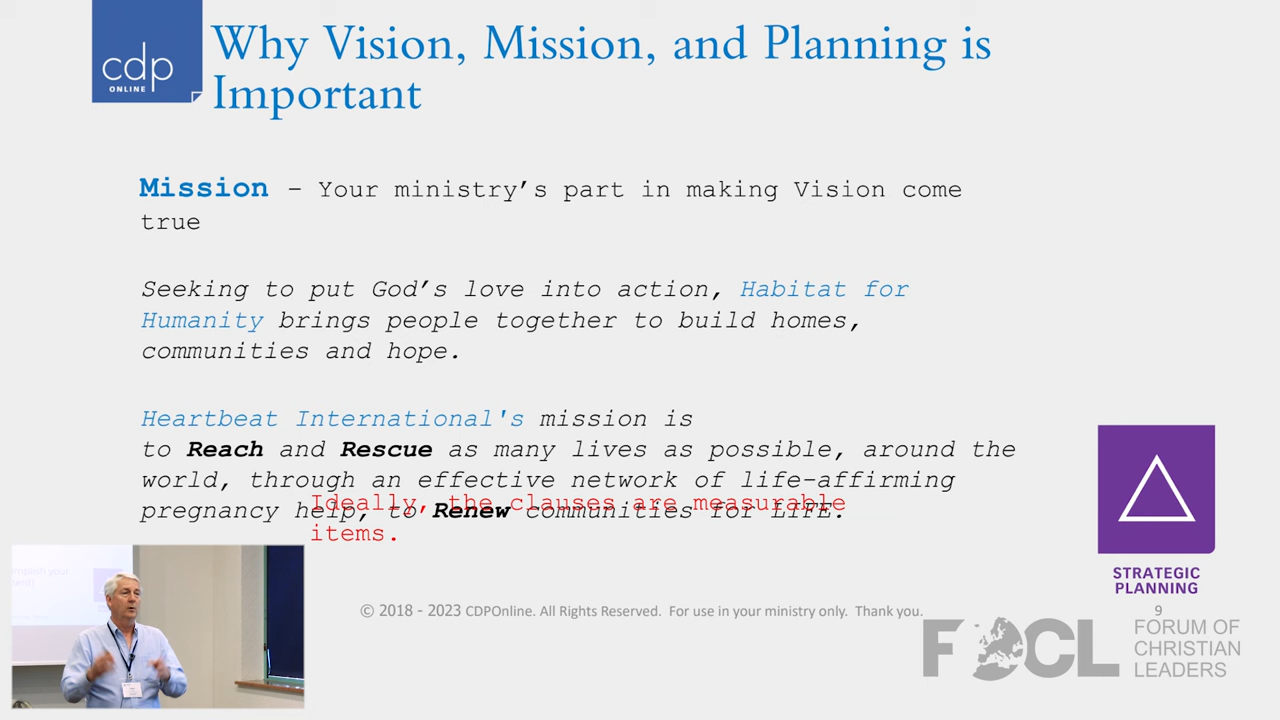 cdp
ONLINE
Why Vision, Mission, and Planning is
Important
Mission – Your ministry’s part in making Vision come
true
Seeking to put God’s love into action, Habitat for
Humanity brings people together to build homes,
communities and hope.
Heartbeat International's mission is
to Reach and Rescue as many lives as possible, around the
world, through an effective network of life-affirming
pregnancy help, to Renew communities for LIFE.
Ideally, the clauses are measurable
items.
STRATEGIC
PLANNING
© 2018 - 2023 CDPOnline. All Rights Reserved. For use in your ministry only. Thank you.
9
FOCL
FORUM OF
CHRISTIAN
LEADERS